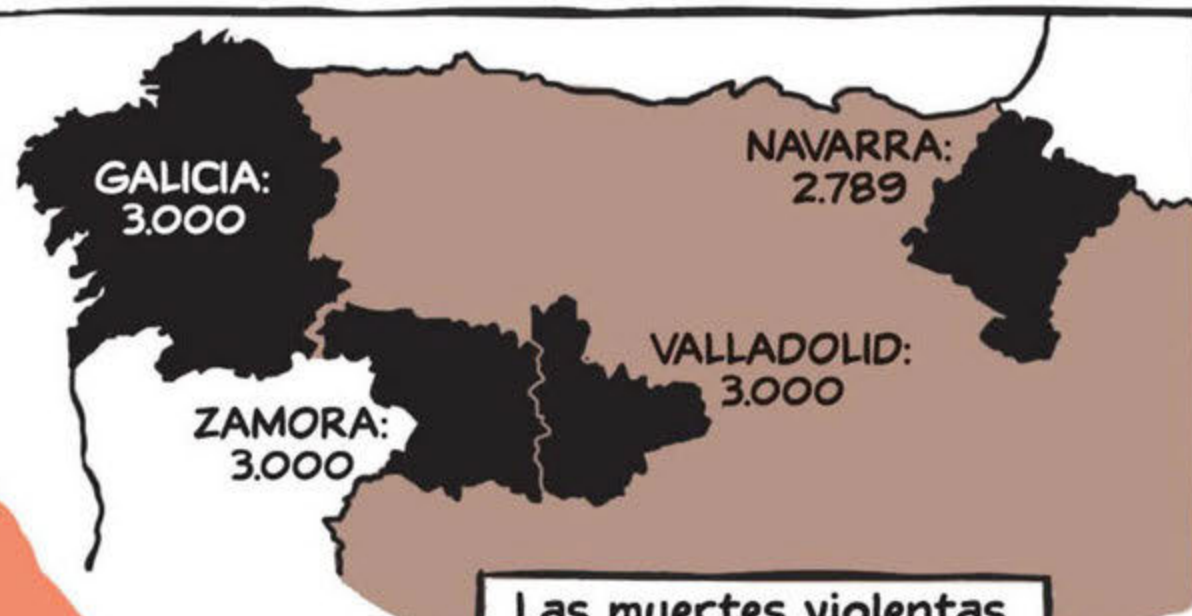 GALICIA:
3.000
NAVARRA:
2.789
VALLADOLID:
3.000
ZAMORA:
3.000
Las muertes violentas